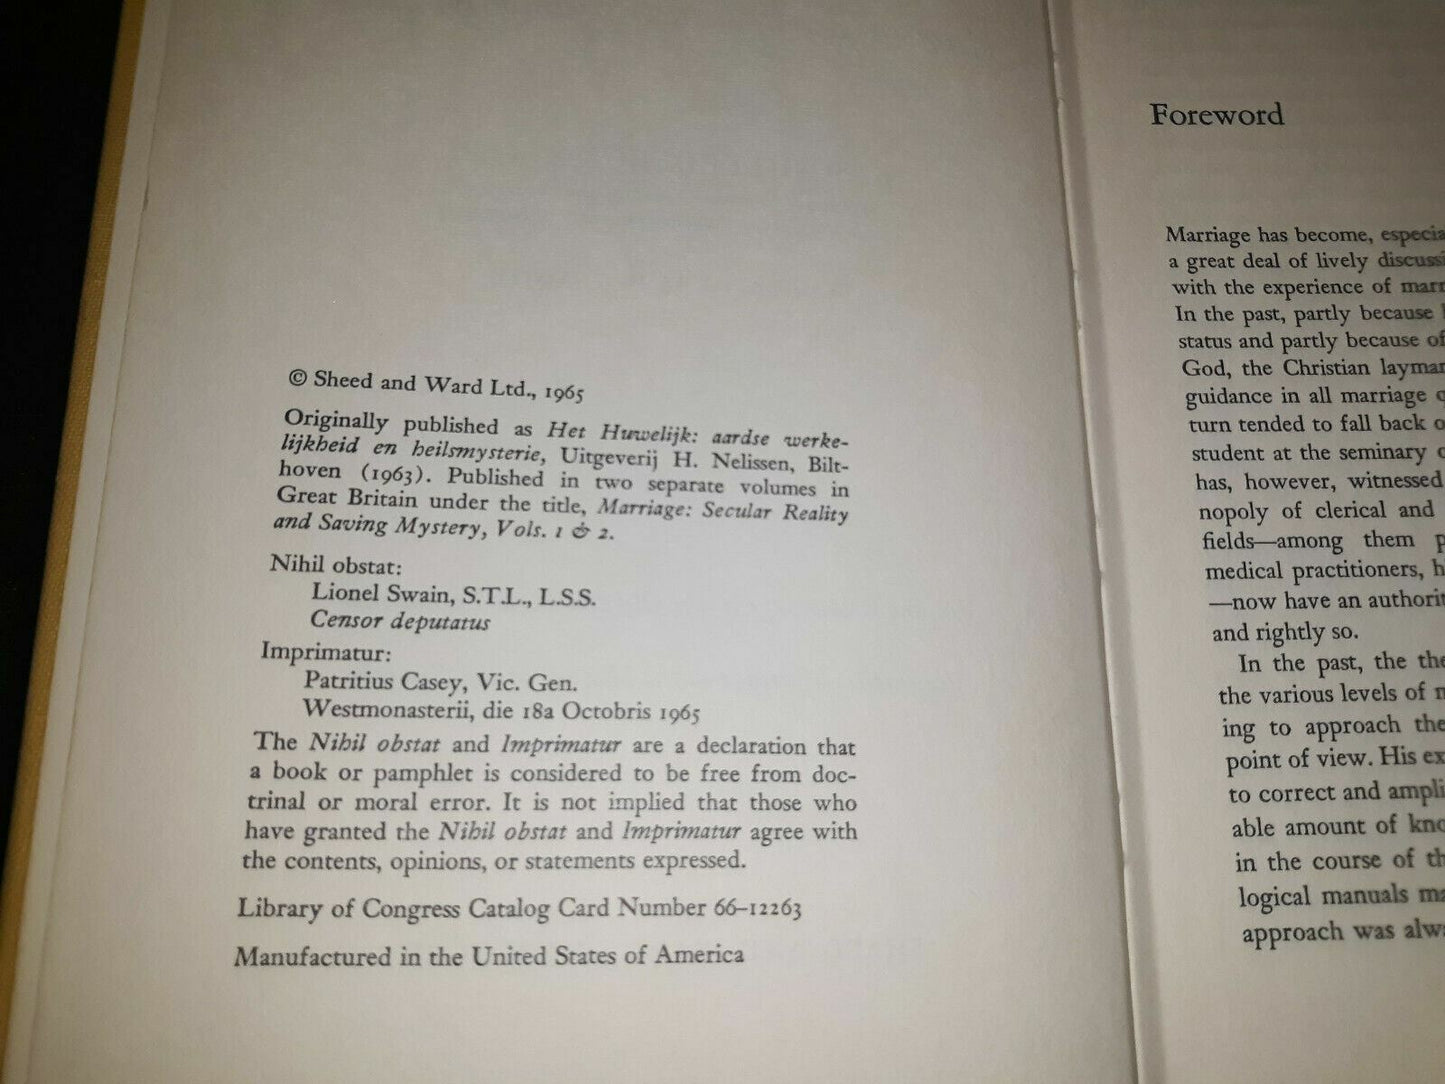 © Sheed and Ward Ltd., 1965
Originally published as Het Huwelijk: aardse werke-
lijkheid en heilsmysterie, Uitgeverij H. Nelissen, Bilt-
hoven (1963). Published in two separate volumes in
Great Britain under the title, Marriage: Secular Reality
and Saving Mystery, Vols. 1 & 2.
Nihil obstat:
Lionel Swain, S.T.L., L.S.S.
Censor deputatus
Imprimatur:
Patritius Casey, Vic. Gen.
Westmonasterii, die 18a Octobris 1965
The Nihil obstat and Imprimatur are a declaration that
a book or pamphlet is considered to be free from doc-
trinal or moral error. It is not implied that those who
have granted the Nihil obstat and Imprimatur agree with
the contents, opinions, or statements expressed.
Library of Congress Catalog Card Number 66-12263
Manufactured in the United States of America
Foreword
Marriage has become,
a great deal of lively
with the experience of
In the past, partly because
status and partly because of
God, the Christian
guidance in all marriage
turn tended to fall back
student at the seminary
has, however, witnessed
nopoly of clerical and
fields—among them
medical practitioners,
—now have an
and rightly so.
In the past, the
the various levels of
ing to approach the
point of view. His
to correct and
able amount of
in the course of
logical manuals
approach was